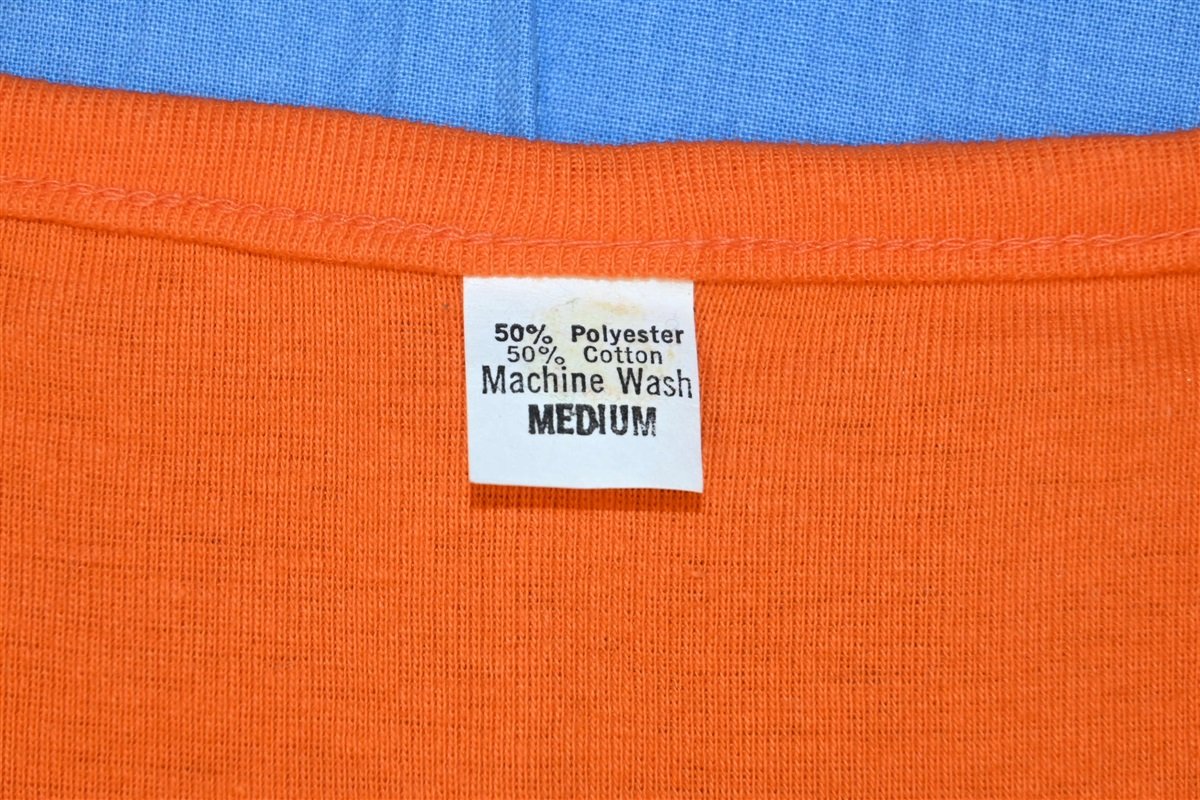 50% Polyester
50% Cotton
Machine Wash
MEDIUM